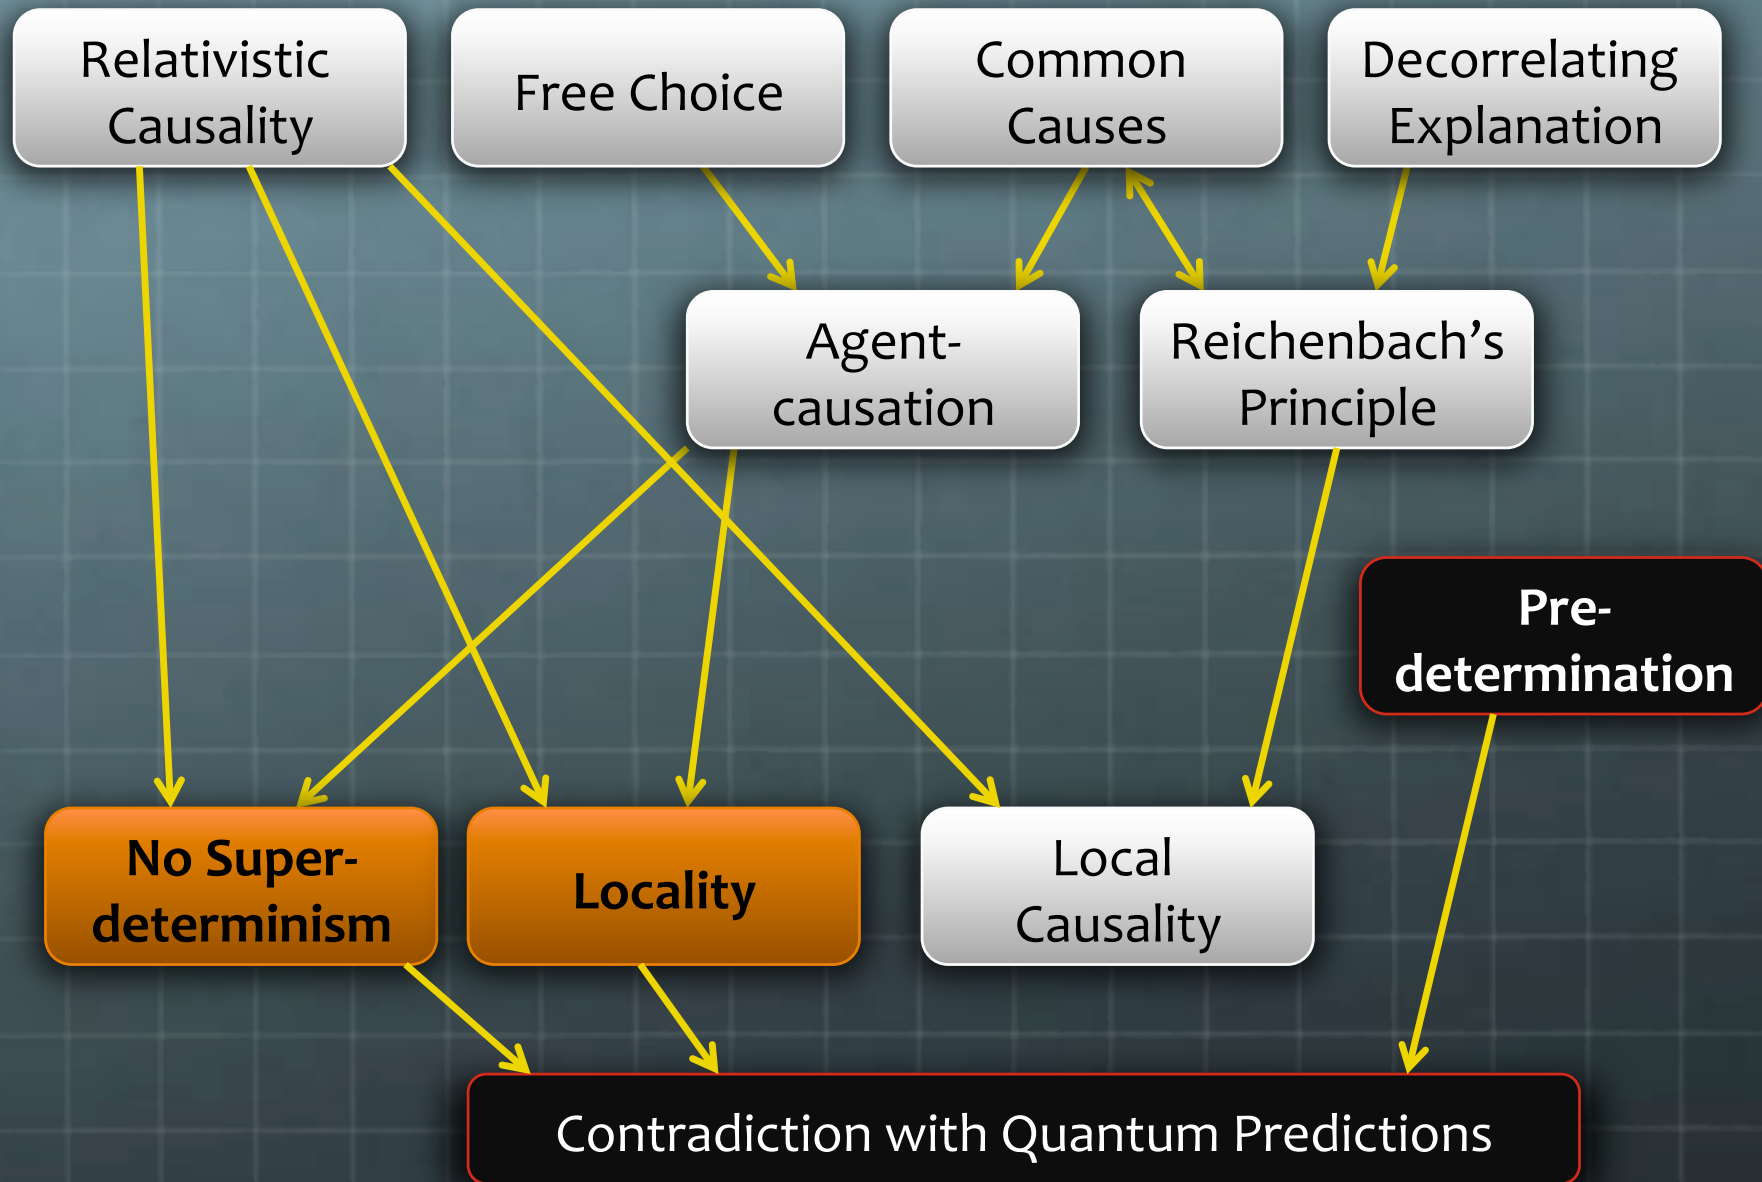 Relativistic
Causality
Free Choice
Common
Causes
Decorrelating
Explanation
Agent-
causation
Reichenbach’s
Principle
Pre-
determination
No Super-
determinism
Locality
Local
Causality
Contradiction with Quantum Predictions